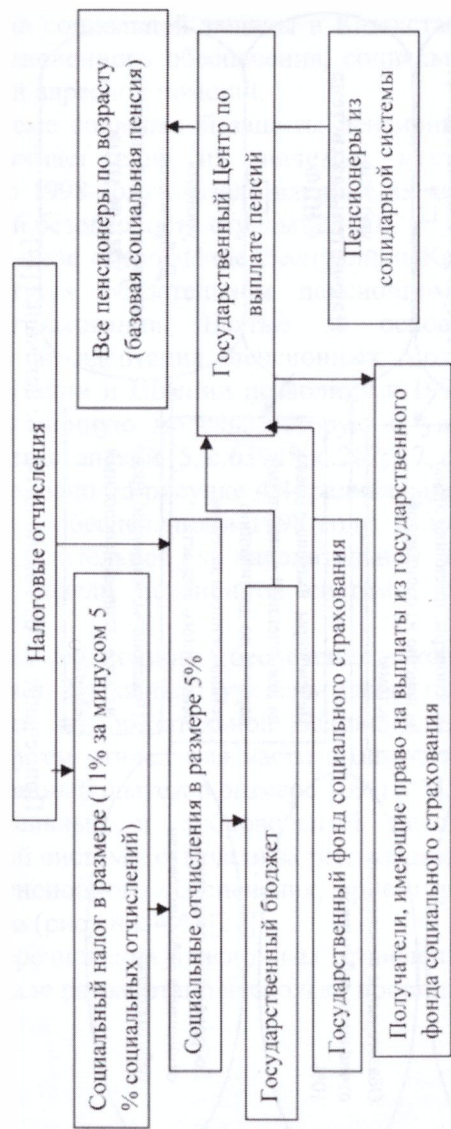 Налоговые отчисления
Социальный налог в размере (11% за минусом 5
% социальных отчислений)
Все пенсионеры по возрасту
(базовая социальная пенсия)
Социальные отчисления в размере 5%
Государственный Центр по
выплате пенсий
Государственный бюджет
Государственный фонд социального страхования
Пенсионеры из
солидарной системы
Получатели, имеющие право на выплаты из государственного
фонда социального страхования